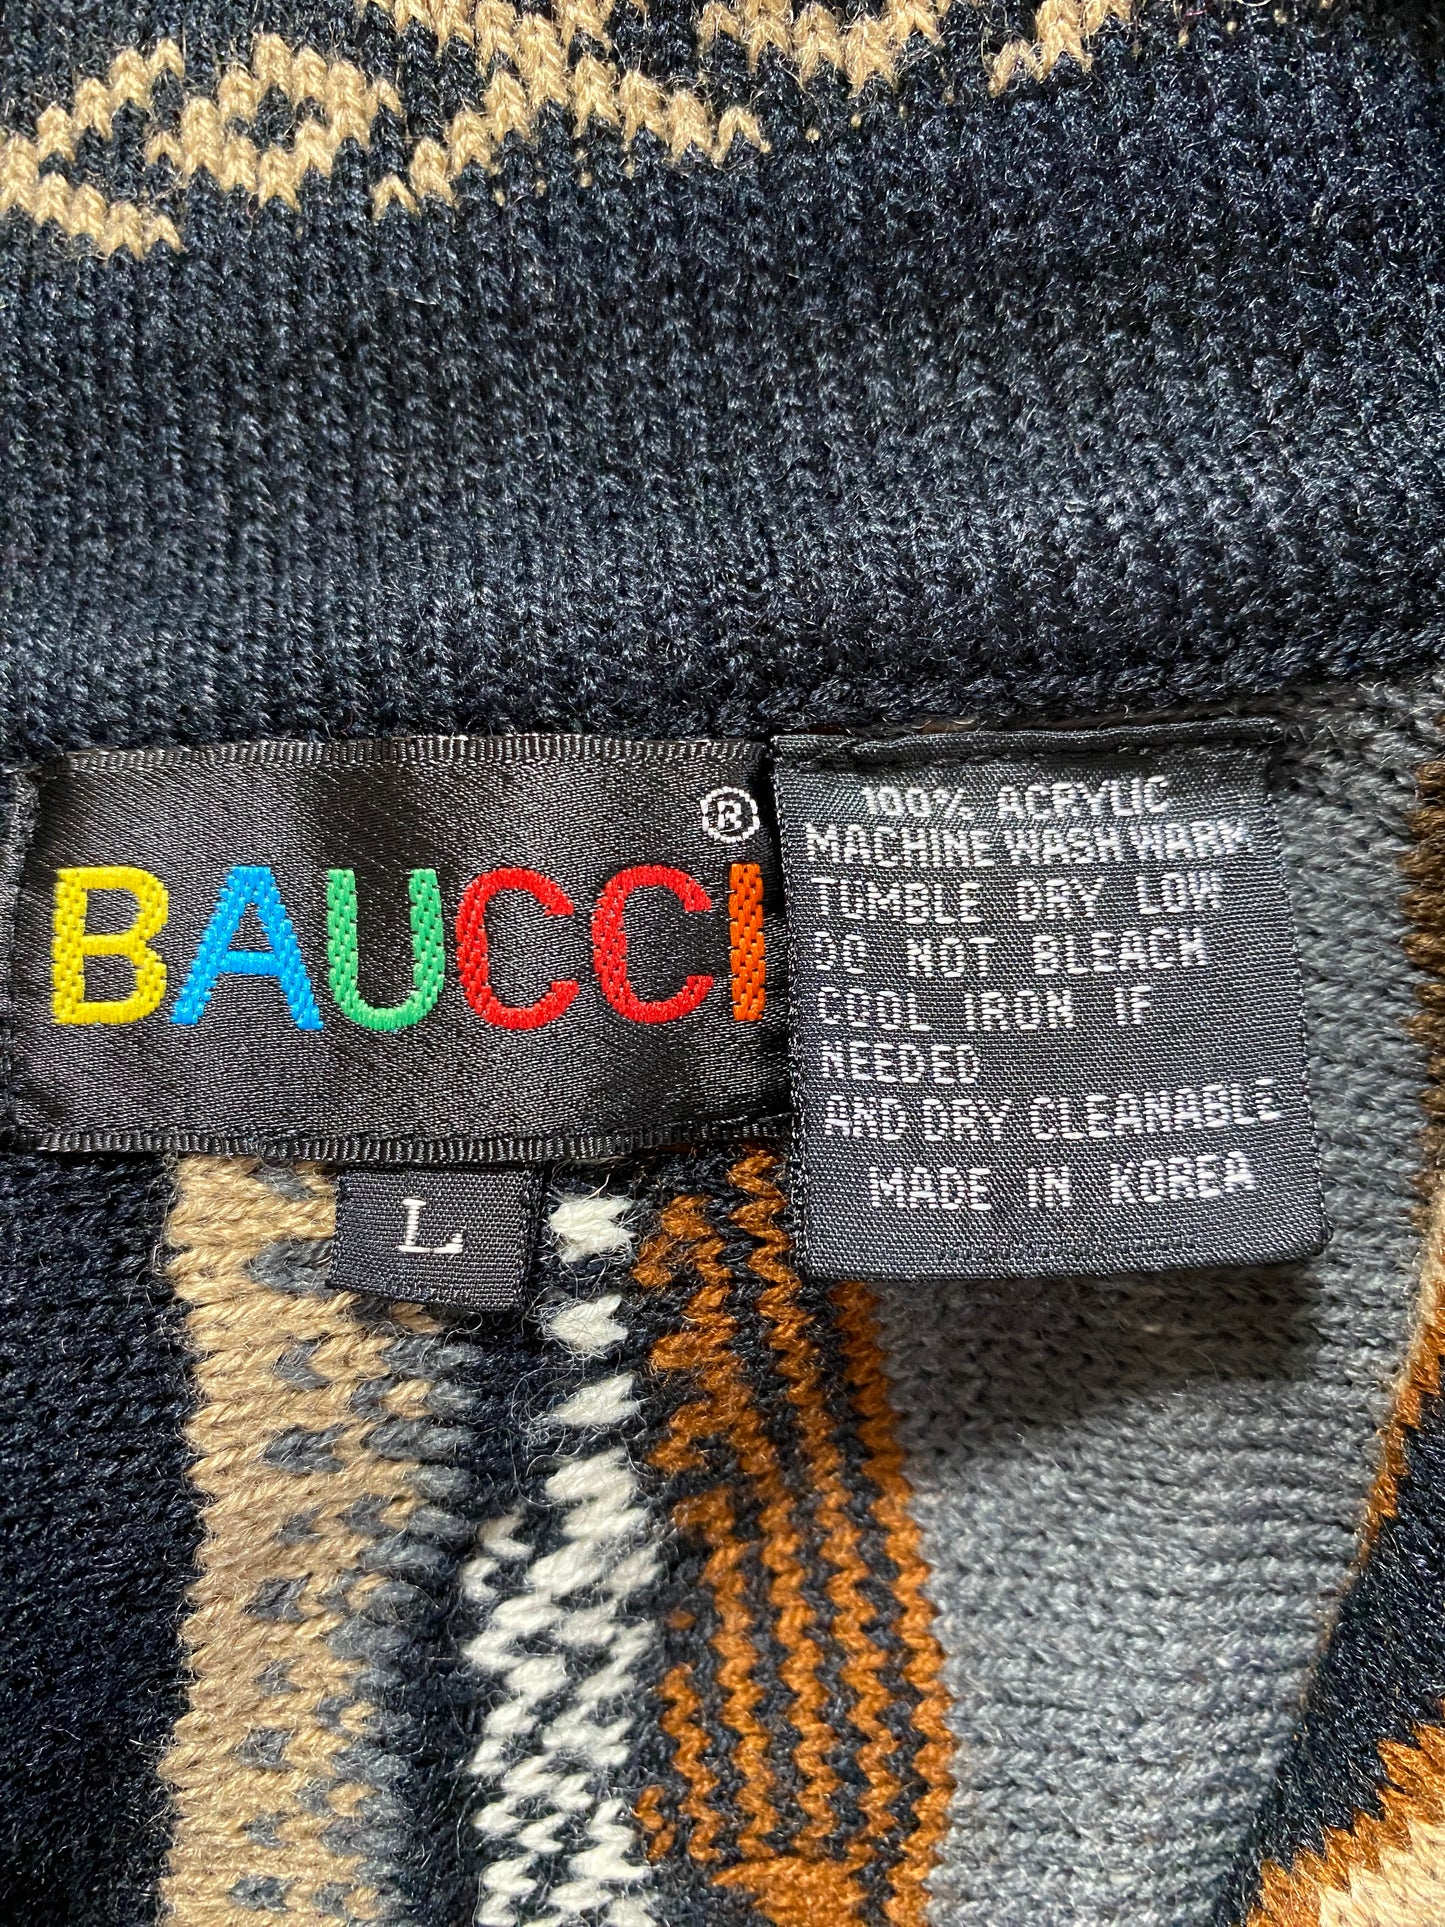 BAUCCI®
L
100% ACRYLIC
MACHINE WASH WARM
TUMBLE DRY LOW
DO NOT BLEACH
COOL IRON IF
NEEDED
AND DRY CLEANABLE
MADE IN KOREA